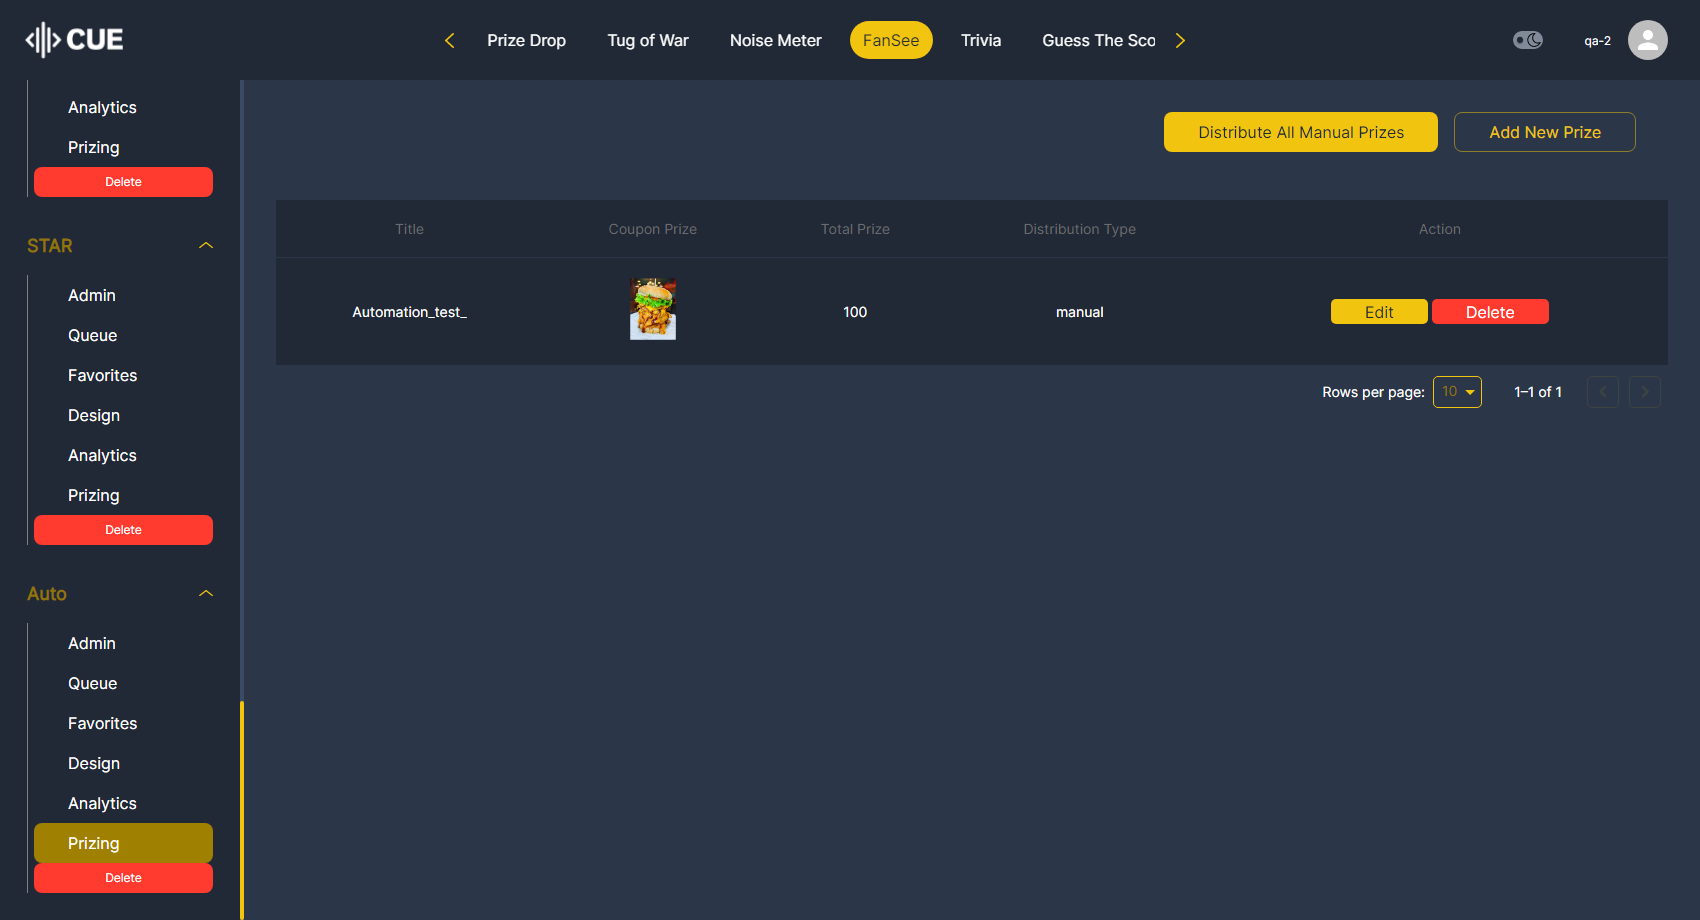 CUE
Prize Drop
Tug of War
Noise Meter
FanSee
Trivia
Guess The Sco
qa-2
Analytics
Prizing
Delete
STAR
Admin
Queue
Favorites
Design
Analytics
Prizing
Delete
Auto
Admin
Queue
Favorites
Design
Analytics
Prizing
Delete
Distribute All Manual Prizes
Add New Prize
Title Coupon Prize Total Prize Distribution Type Action
Automation_test_ 100 manual Edit Delete
Rows per page: 10 1–1 of 1